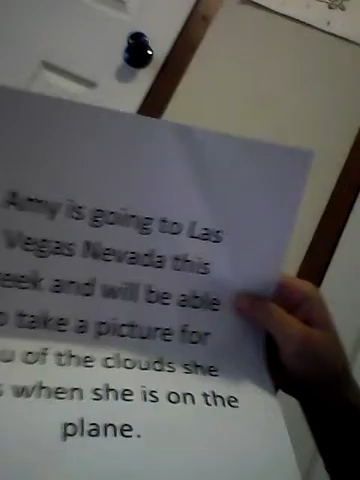 Amy is going to Las
Vegas Nevada this
eek and will be able
o take a picture for
u of the clouds she
s when she is on the
plane.